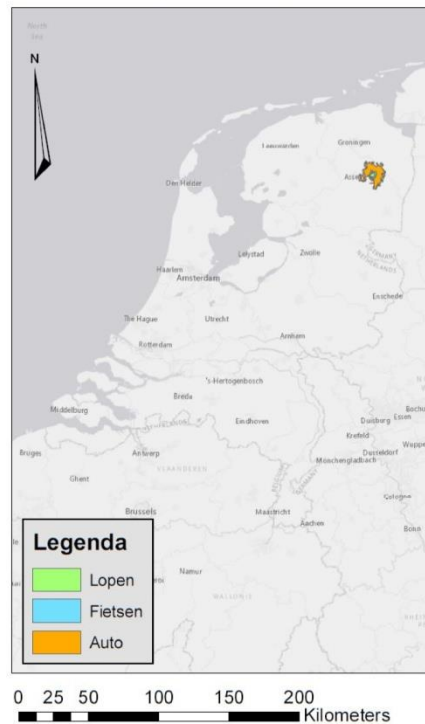 North
Sea
N
Leeuwarden
Groningen
Assen
Den Helder
Lelystad
Zwolle
Haarlem
Amsterdam
Enschede
The Hague
Utrecht
Rotterdam
Arnhem
's-Hertogenbosch
Breda
Middelburg
Eindhoven
Duisburg
Essen
Krefeld
Bruges
Antwerp
Dusseldorf
Mönchengladbach
VLAANDEREN
Ghent
Cologne
Brussels
Maastricht
Aachen
Bonn
Namur
WALLONIE
Legenda
Lopen
Fietsen
Auto
0 25 50 100 150 200
Kilometers